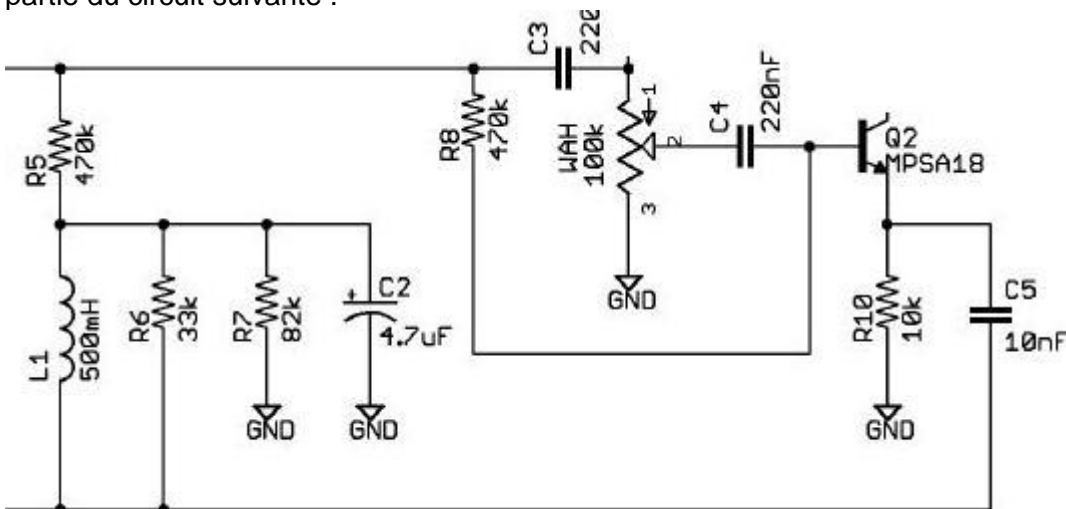 partie du circuit suivante :
C3
220
R5
470k
R8
470k
WAH
100k
1
2
3
C4
220nF
Q2
MPSA18
L1
500mH
R6
33k
R7
82k
C2
4.7uF
+
GND
GND
GND
R10
10k
GND
C5
10nF